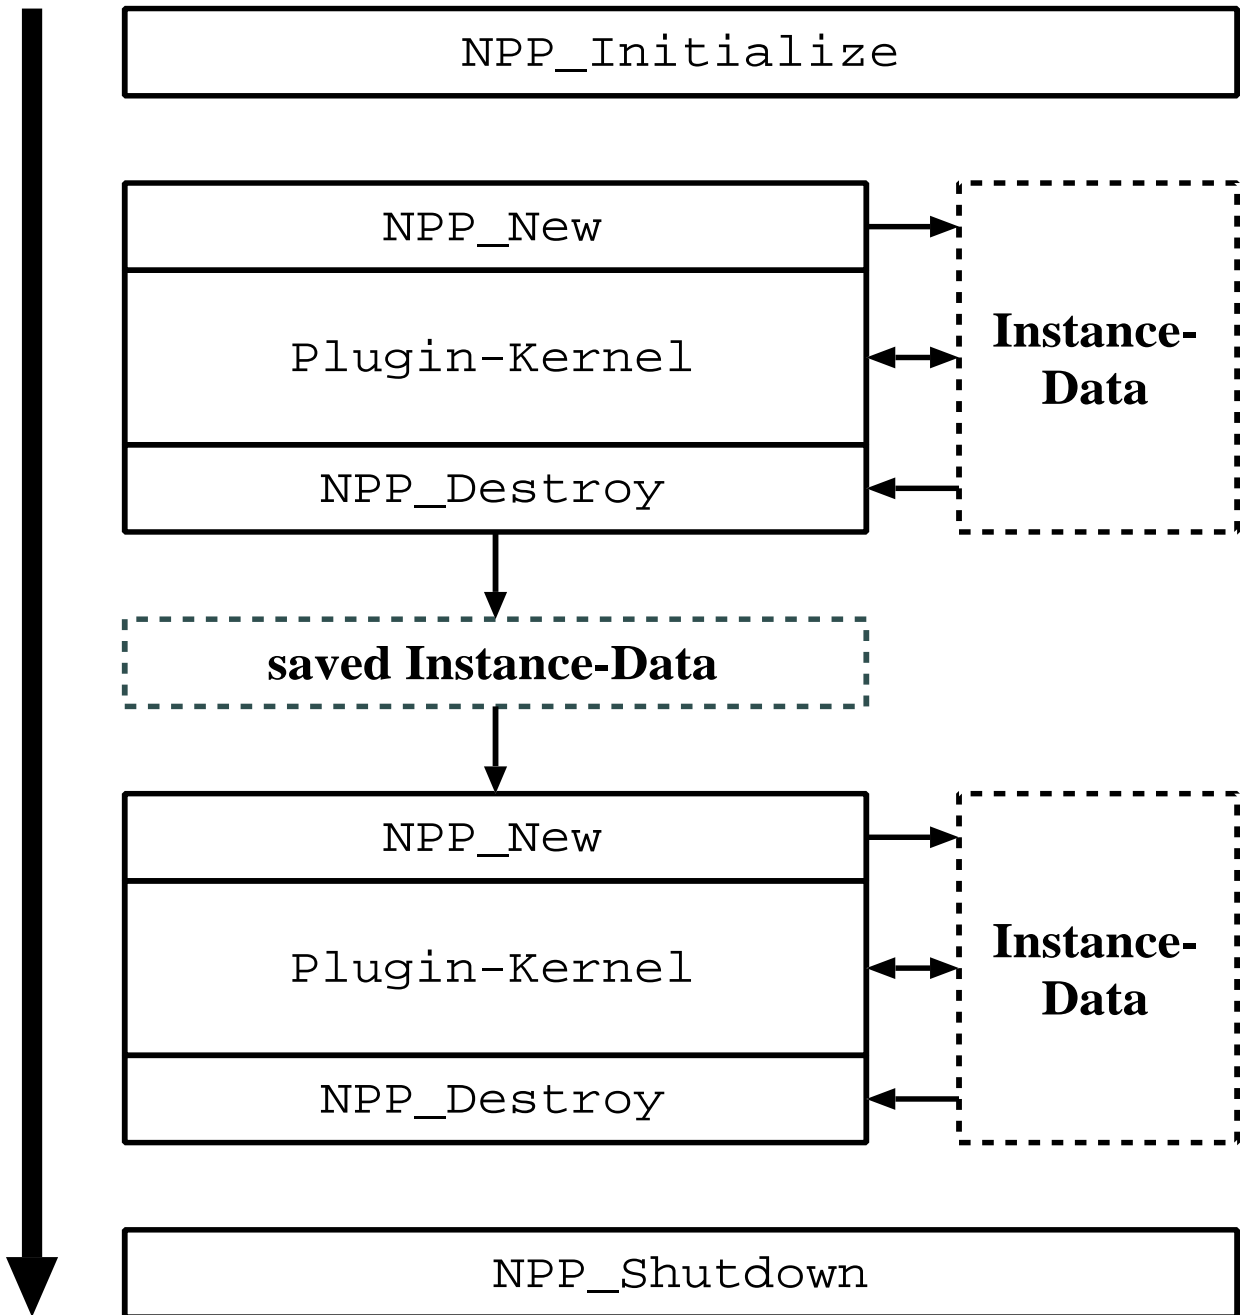 NPP_Initialize
NPP_New
Plugin-Kernel
NPP_Destroy
Instance-
Data
saved Instance-Data
NPP_New
Plugin-Kernel
NPP_Destroy
Instance-
Data
NPP_Shutdown